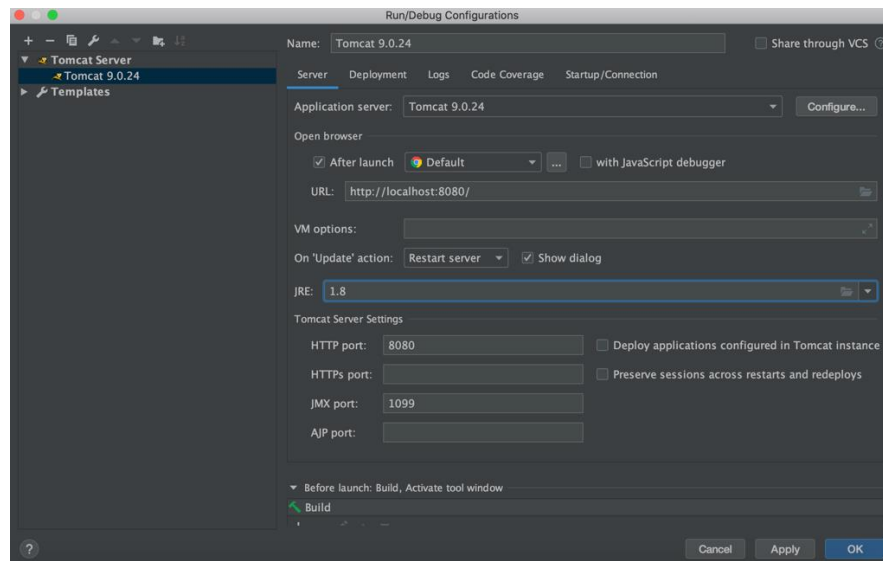 Run/Debug Configurations
Name: Tomcat 9.0.24
Share through VCS
Tomcat Server
Tomcat 9.0.24
Templates
Server Deployment Logs Code Coverage Startup/Connection
Application server: Tomcat 9.0.24 Configure...
Open browser
After launch Default ... with JavaScript debugger
URL: http://localhost:8080/
VM options:
On 'Update' action: Restart server Show dialog
JRE: 1.8
Tomcat Server Settings
HTTP port: 8080 Deploy applications configured in Tomcat instance
HTTPs port: Preserve sessions across restarts and redeploys
JMX port: 1099
AJP port:
Before launch: Build, Activate tool window
Build
? Cancel Apply OK